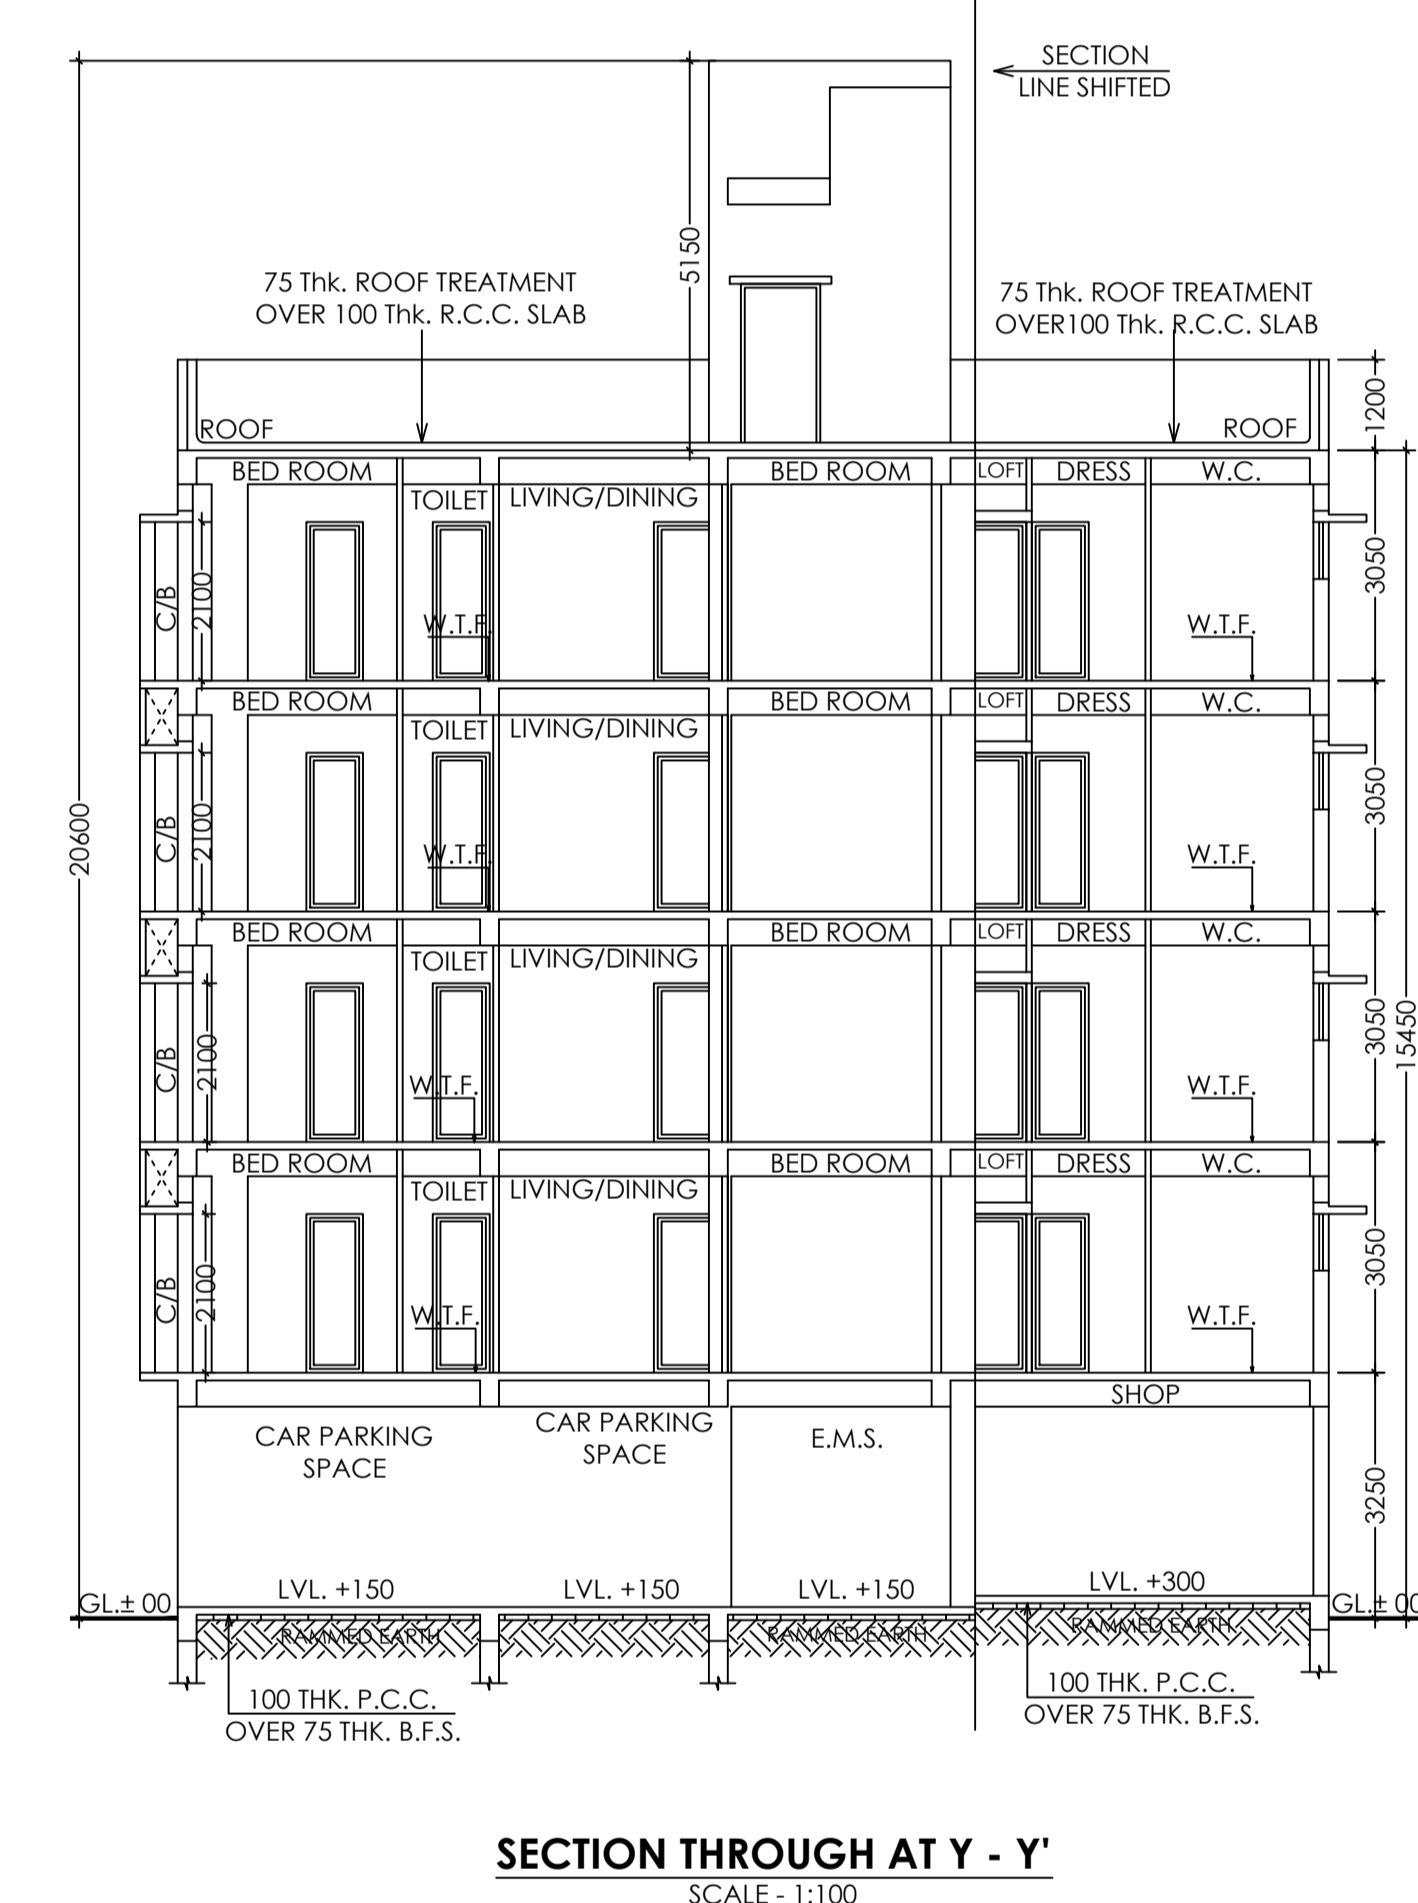 SECTION
LINE SHIFTED
5150
75 Thk. ROOF TREATMENT
OVER 100 Thk. R.C.C. SLAB
75 Thk. ROOF TREATMENT
OVER100 Thk. R.C.C. SLAB
1200
ROOF
ROOF
BED ROOM
BED ROOM
LOFT
DRESS
W.C.
TOILET
LIVING/DINING
C/B
2100
W.T.F.
W.T.F.
3050
BED ROOM
BED ROOM
LOFT
DRESS
W.C.
TOILET
LIVING/DINING
20600
C/B
2100
W.T.F.
W.T.F.
3050
BED ROOM
BED ROOM
LOFT
DRESS
W.C.
TOILET
LIVING/DINING
C/B
2100
W.T.F.
W.T.F.
3050
15450
BED ROOM
BED ROOM
LOFT
DRESS
W.C.
TOILET
LIVING/DINING
C/B
2100
W.T.F.
W.T.F.
3050
SHOP
CAR PARKING
SPACE
CAR PARKING
SPACE
E.M.S.
3250
LVL. +150
LVL. +150
LVL. +150
LVL. +300
GL.± 00
GL.± 00
RAMMED EARTH
RAMMED EARTH
RAMMED EARTH
100 THK. P.C.C.
OVER 75 THK. B.F.S.
100 THK. P.C.C.
OVER 75 THK. B.F.S.
SECTION THROUGH AT Y - Y'
SCALE - 1:100